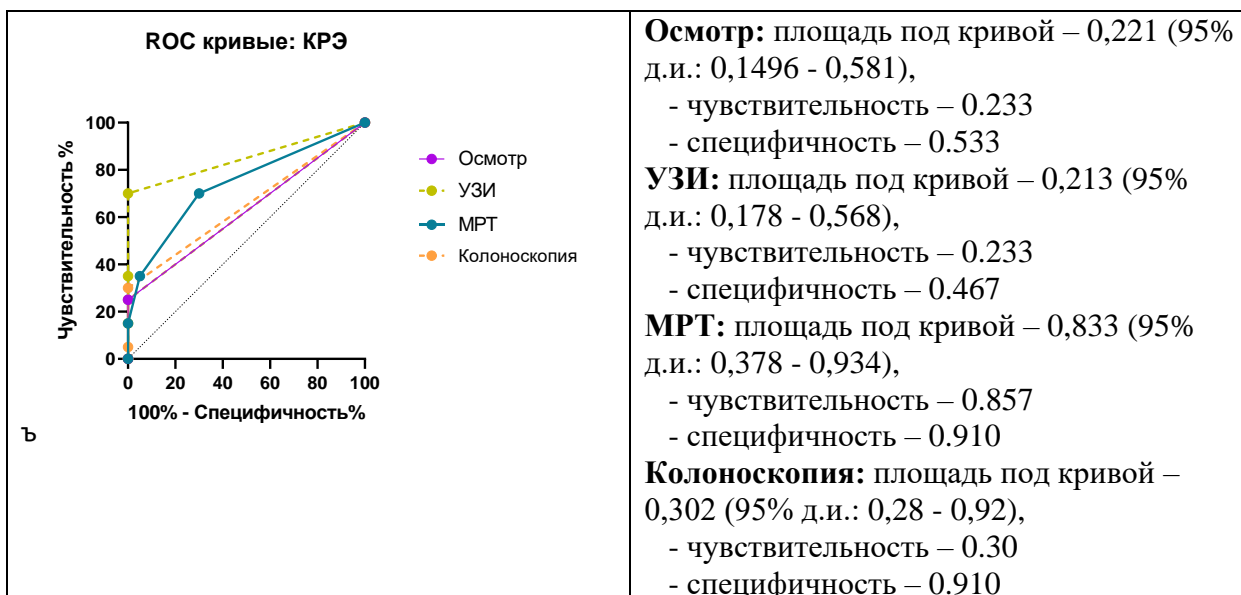 ROC кривые: КРЭ
Чувствительность %
100
80
60
40
20
0
0 20 40 60 80 100
100% - Специфичность%
Осмотр
УЗИ
МРТ
Колоноскопия
Ъ
Осмотр: площадь под кривой – 0,221 (95%
д.и.: 0,1496 - 0,581),
- чувствительность – 0.233
- специфичность – 0.533
УЗИ: площадь под кривой – 0,213 (95%
д.и.: 0,178 - 0,568),
- чувствительность – 0.233
- специфичность – 0.467
МРТ: площадь под кривой – 0,833 (95%
д.и.: 0,378 - 0,934),
- чувствительность – 0.857
- специфичность – 0.910
Колоноскопия: площадь под кривой –
0,302 (95% д.и.: 0,28 - 0,92),
- чувствительность – 0.30
- специфичность – 0.910